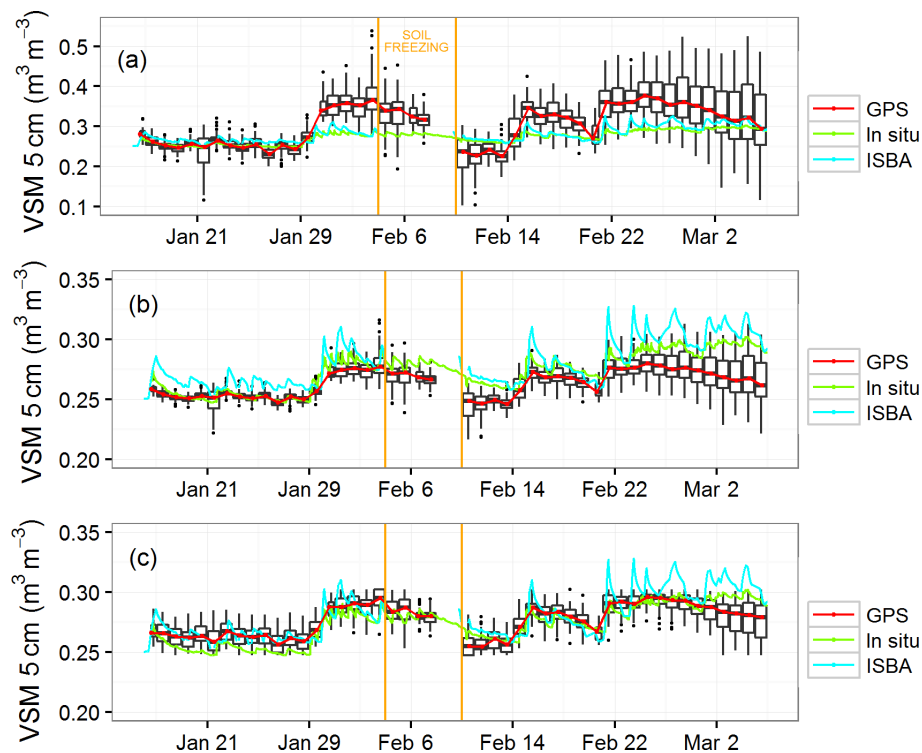 (a)
VSM 5 cm (m³ m⁻³)
0.5
0.4
0.3
0.2
0.1
SOIL
FREEZING
Jan 21 Jan 29 Feb 6 Feb 14 Feb 22 Mar 2
GPS
In situ
ISBA
(b)
VSM 5 cm (m³ m⁻³)
0.35
0.30
0.25
0.20
Jan 21 Jan 29 Feb 6 Feb 14 Feb 22 Mar 2
GPS
In situ
ISBA
(c)
VSM 5 cm (m³ m⁻³)
0.35
0.30
0.25
0.20
Jan 21 Jan 29 Feb 6 Feb 14 Feb 22 Mar 2
GPS
In situ
ISBA